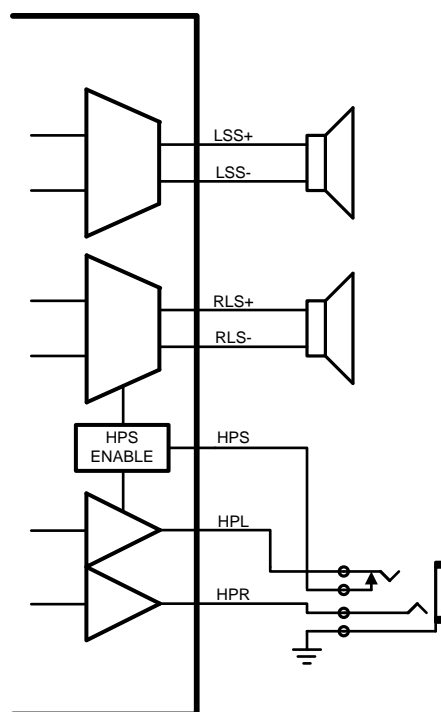 LSS+
LSS-
RLS+
RLS-
HPS
ENABLE
HPS
HPL
HPR